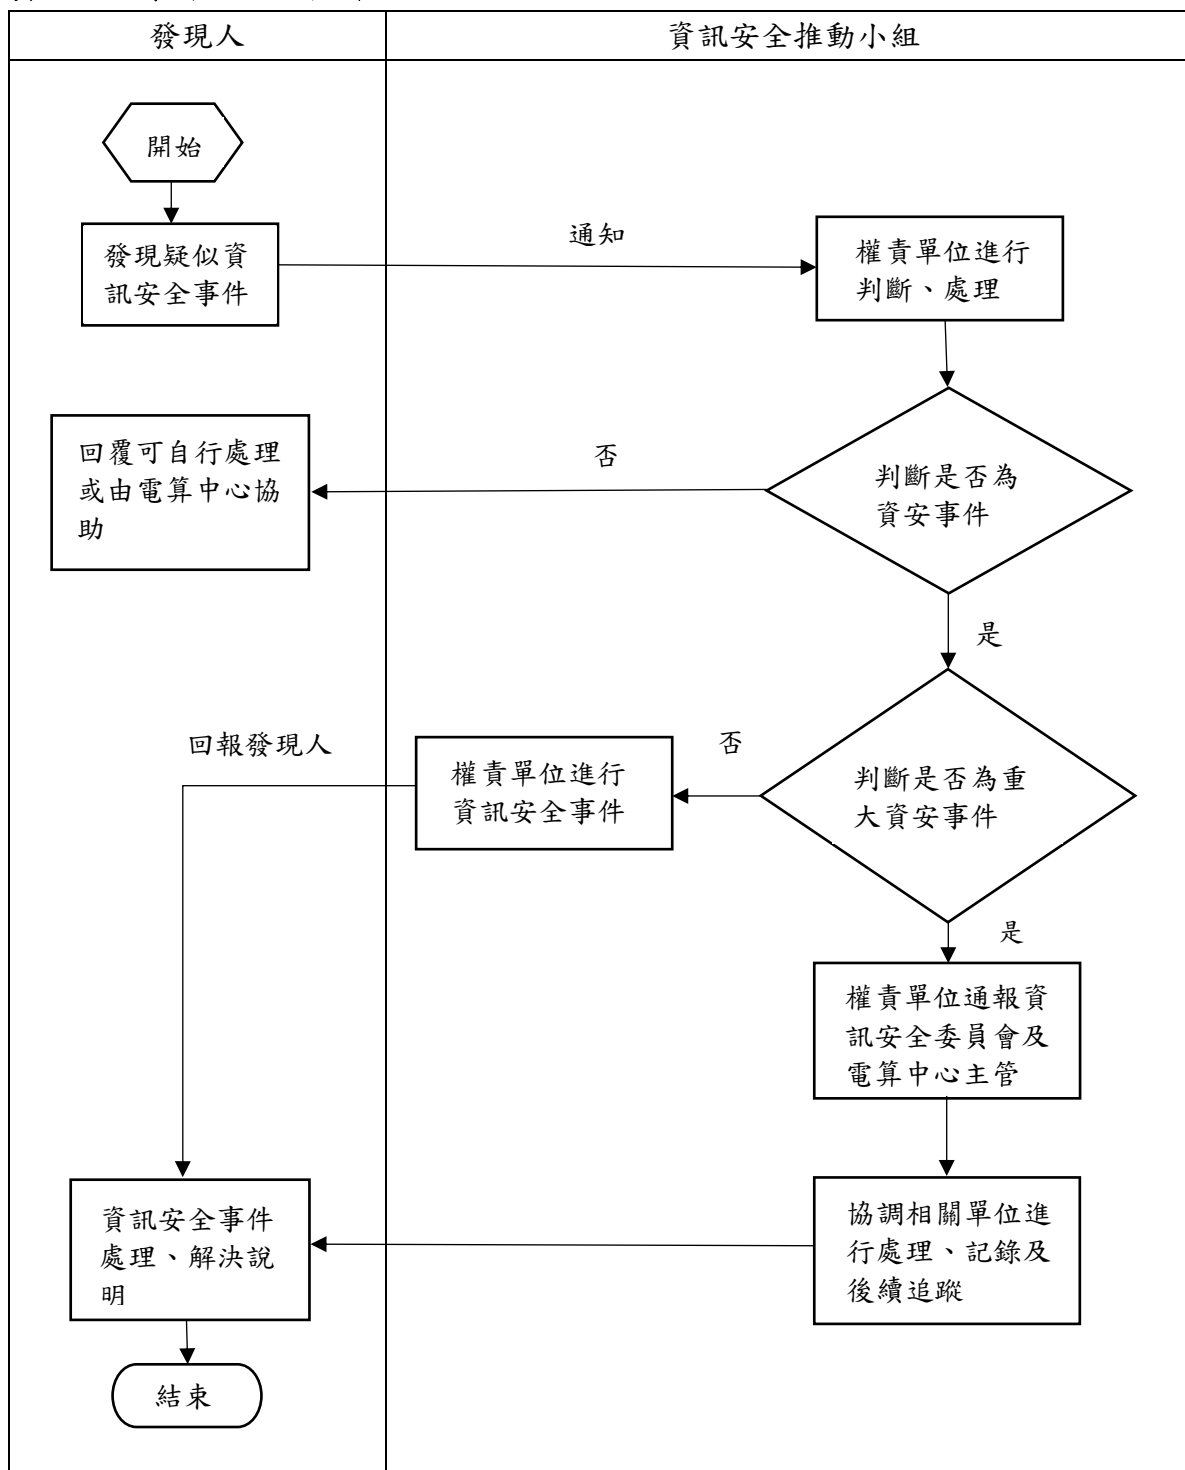 發現人
資訊安全推動小組
開始
發現疑似資
訊安全事件
通知
權責單位進行
判斷、處理
判斷是否為
資安事件
否
回覆可自行處理
或由電算中心協
助
是
判斷是否為重
大資安事件
否
權責單位進行
資訊安全事件
回報發現人
是
權責單位通報資
訊安全委員會及
電算中心主管
協調相關單位進
行處理、記錄及
後續追蹤
資訊安全事件
處理、解決說
明
結束